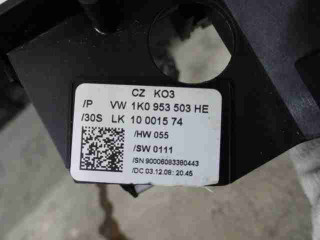 CZ KO3
/P VW 1K0 953 503 HE
/30S LK 10 0015 74
/HW 055
/SW 0111
/SN 90006083380443
/DC 03.12.08 : 20.45